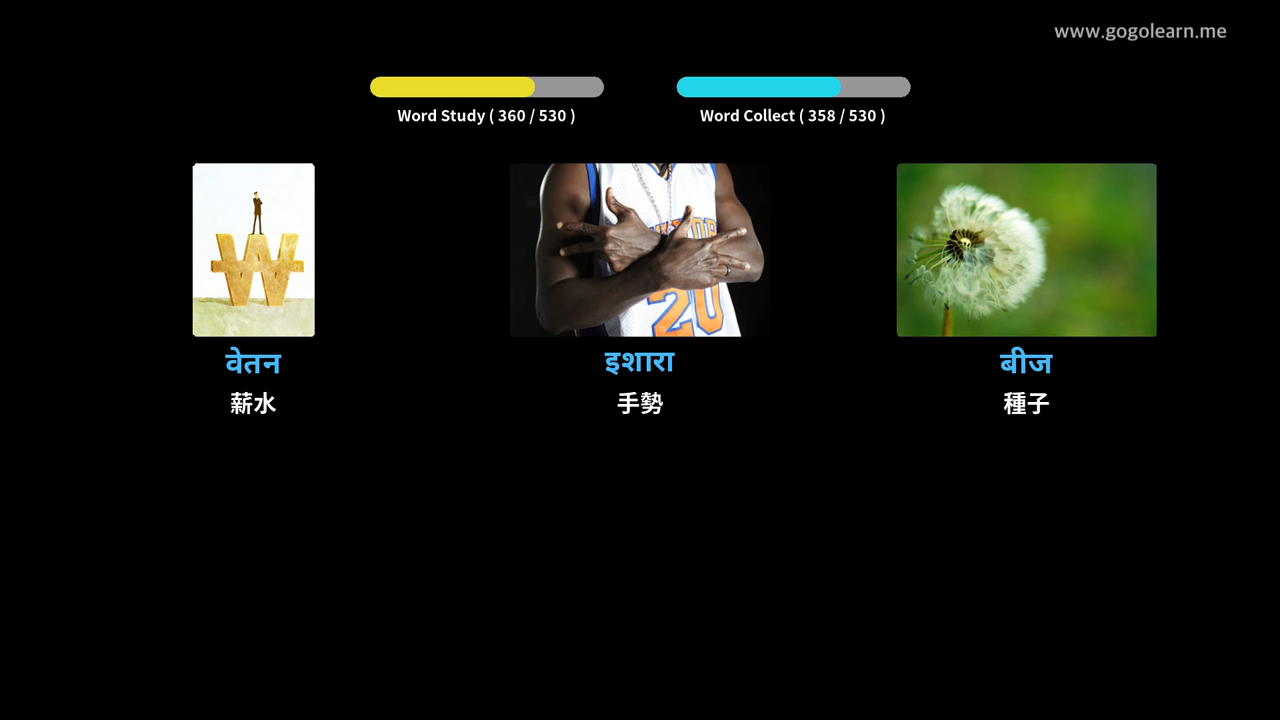 www.gogolearn.me
Word Study ( 360 / 530 )
Word Collect ( 358 / 530 )
20
वेतन
इशारा
बीज
薪水
手勢
種子